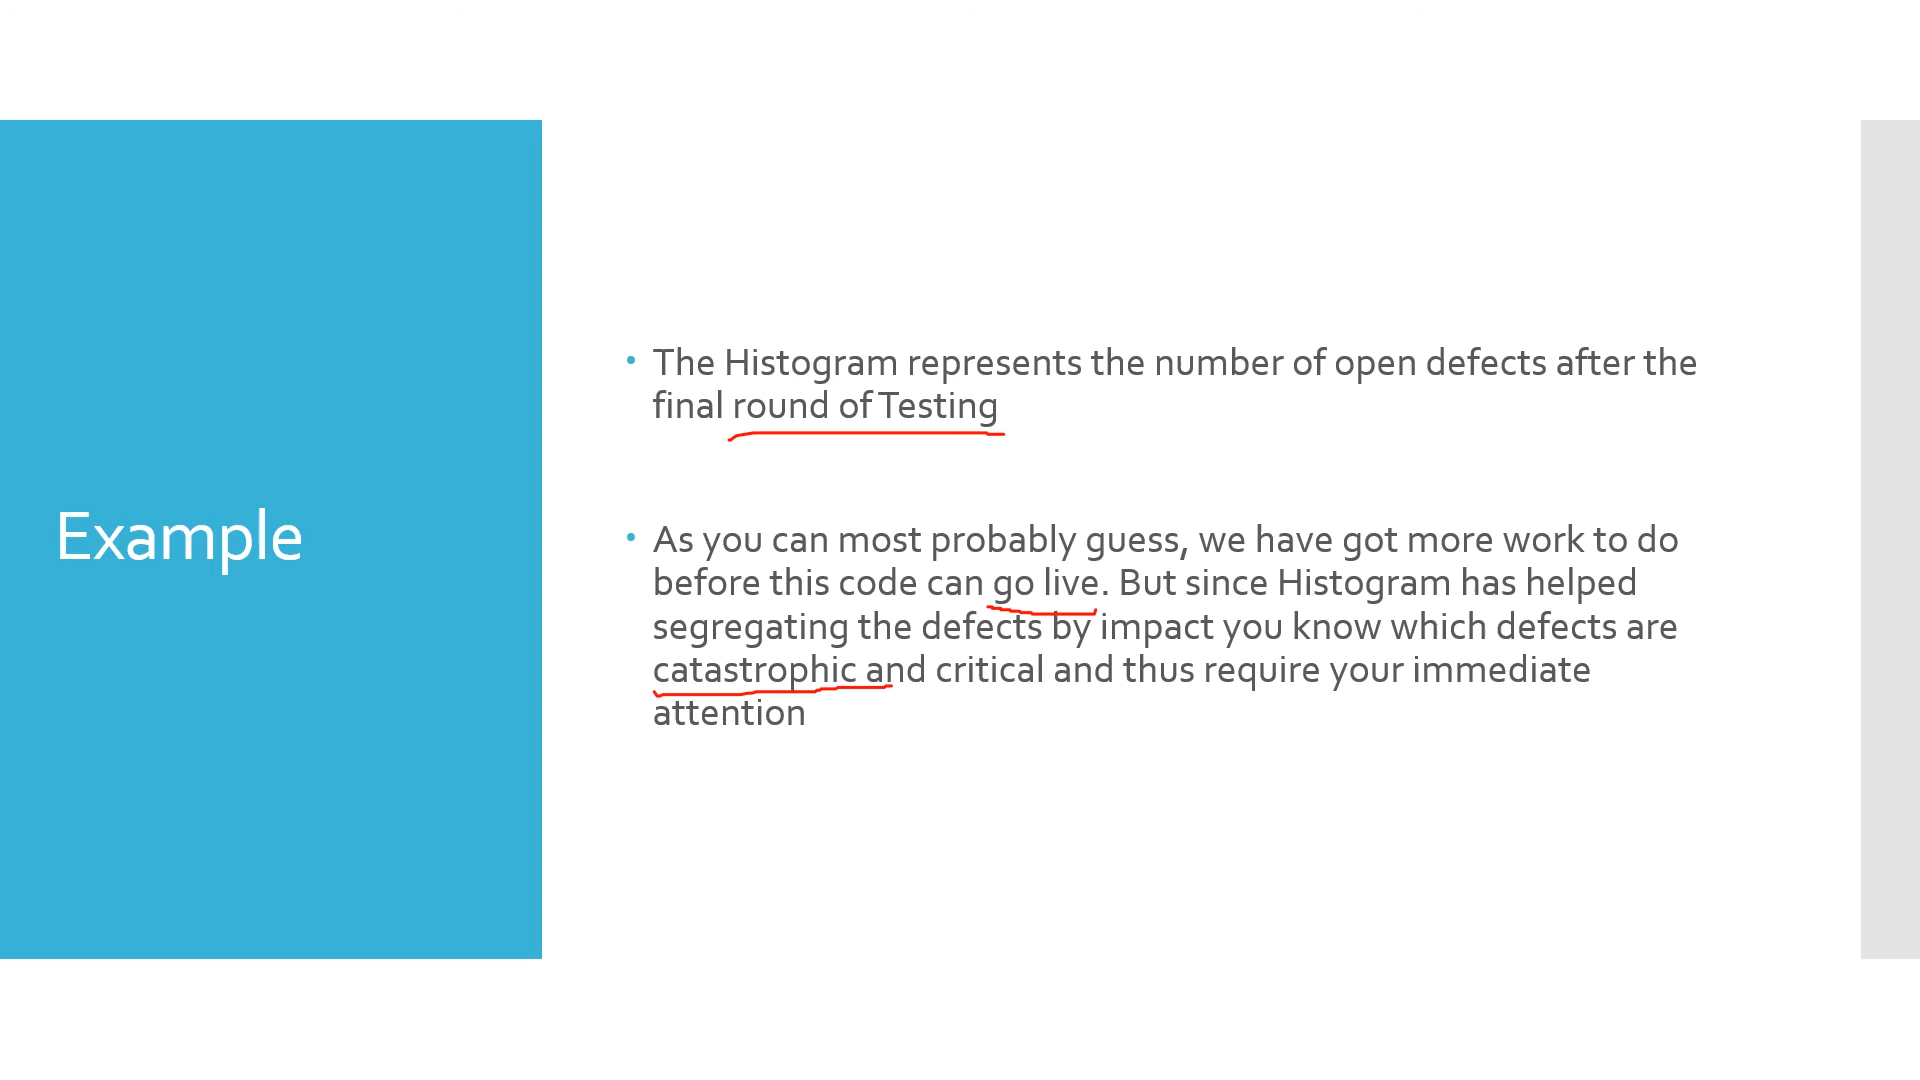 Example
• The Histogram represents the number of open defects after the
final round of Testing
• As you can most probably guess, we have got more work to do
before this code can go live. But since Histogram has helped
segregating the defects by impact you know which defects are
catastrophic and critical and thus require your immediate
attention